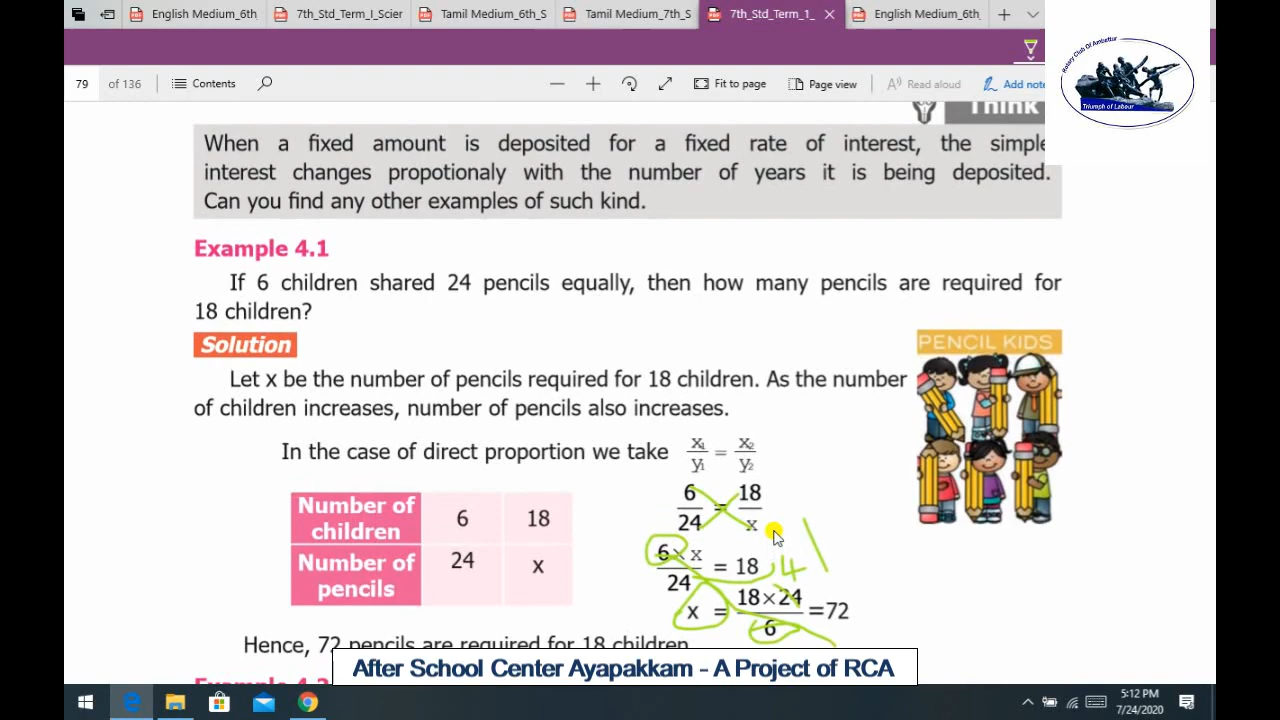 English Medium_6th
7th_Std_Term_I_Scier
Tamil Medium_6th_S
Tamil Medium_7th_S
7th_Std_Term_1_
English Medium_6th
79 of 136 Contents Fit to page Page view Read aloud Add note
Rotary Club Of Ambattur
Triumph of Labour
Think
When a fixed amount is deposited for a fixed rate of interest, the simple
interest changes propotionaly with the number of years it is being deposited.
Can you find any other examples of such kind.
Example 4.1
If 6 children shared 24 pencils equally, then how many pencils are required for
18 children?
Solution
PENCIL KIDS
Let x be the number of pencils required for 18 children. As the number
of children increases, number of pencils also increases.
In the case of direct proportion we take x₁/y₁ = x₂/y₂
Number of children 6 18
Number of pencils 24 x
6/24 = 18/x
6 × x/24 = 18
4
x = 18×24/6 =72
Hence, 72 pencils are required for 18 children
After School Center Ayapakkam - A Project of RCA
5:12 PM
7/24/2020